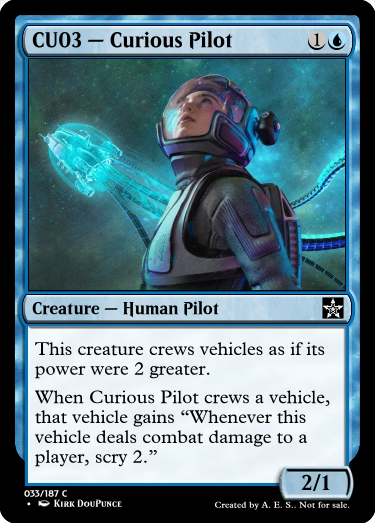 CU03 — Curious Pilot 1
Creature — Human Pilot
This creature crews vehicles as if its
power were 2 greater.
When Curious Pilot crews a vehicle,
that vehicle gains “Whenever this
vehicle deals combat damage to a
player, scry 2.”
2/1
033/187 C
• Kirk DouPunce
Created by A. E. S.. Not for sale.